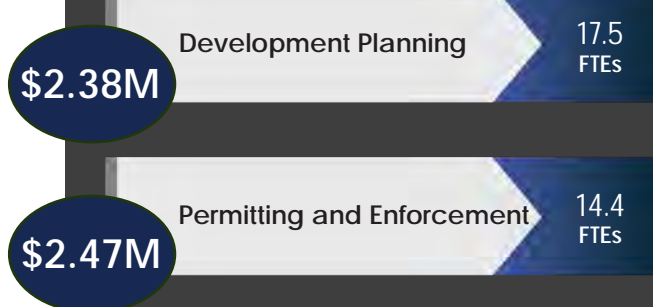 Development Planning
17.5
FTEs
$2.38M
Permitting and Enforcement
14.4
FTEs
$2.47M